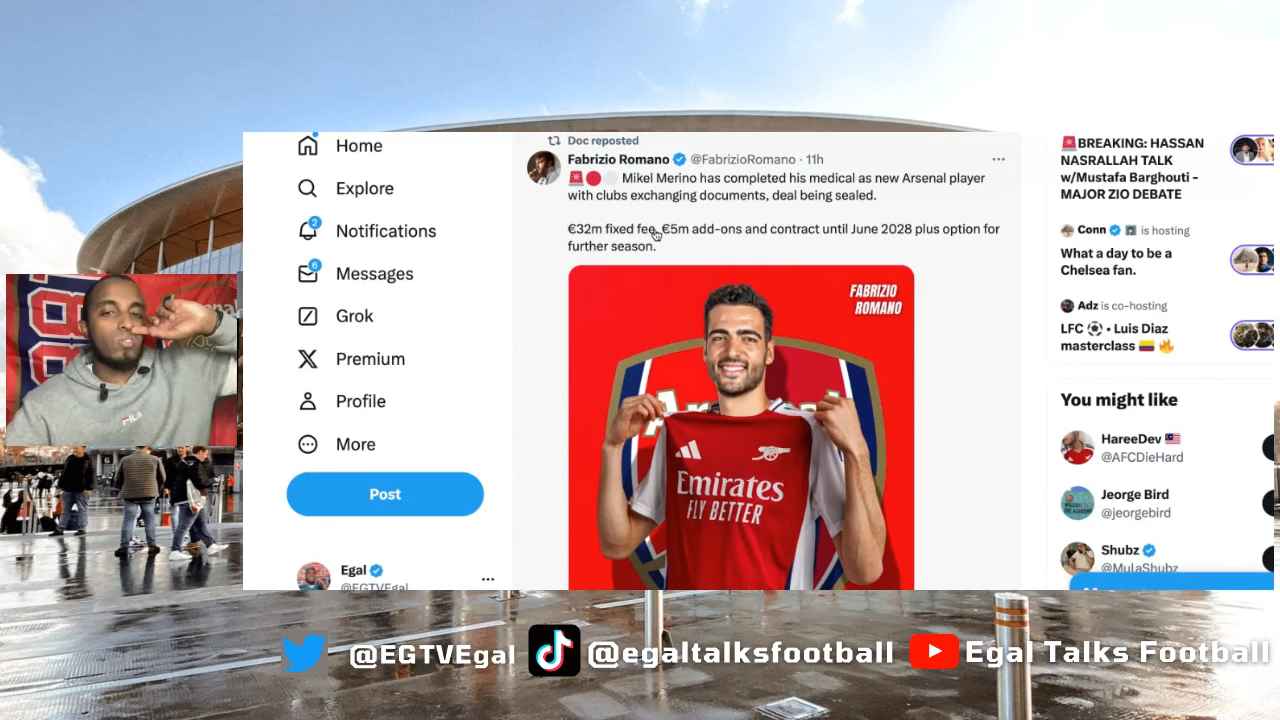 Home
Explore
2
Notifications
6
Messages
Grok
Premium
Profile
More
Post
Egal
@EGTVEgal
Doc reposted
Fabrizio Romano @FabrizioRomano · 11h
Mikel Merino has completed his medical as new Arsenal player
with clubs exchanging documents, deal being sealed.
€32m fixed fee, €5m add-ons and contract until June 2028 plus option for
further season.
FABRIZIO
ROMANO
Emirates
FLY BETTER
BREAKING: HASSAN
NASRALLAH TALK
w/Mustafa Barghouti -
MAJOR ZIO DEBATE
Conn is hosting
What a day to be a
Chelsea fan.
Adz is co-hosting
LFC • Luis Diaz
masterclass
You might like
HareeDev
@AFCDieHard
Jeorge Bird
@jeorgebird
Shubz
@MulaShubz
FILA
@EGTVEgal
@egaltalksfootball
Egal Talks Football